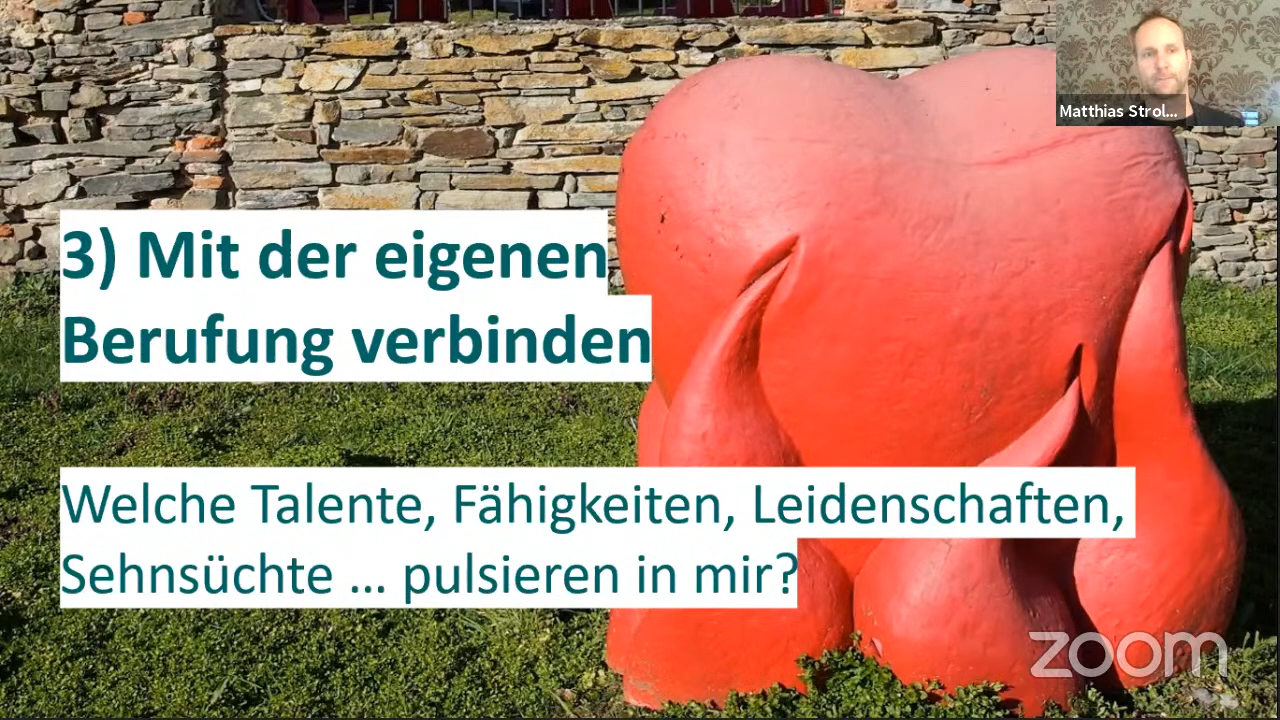 Matthias Strol...
3) Mit der eigenen
Berufung verbinden
Welche Talente, Fähigkeiten, Leidenschaften,
Sehnsüchte ... pulsieren in mir?
zoom